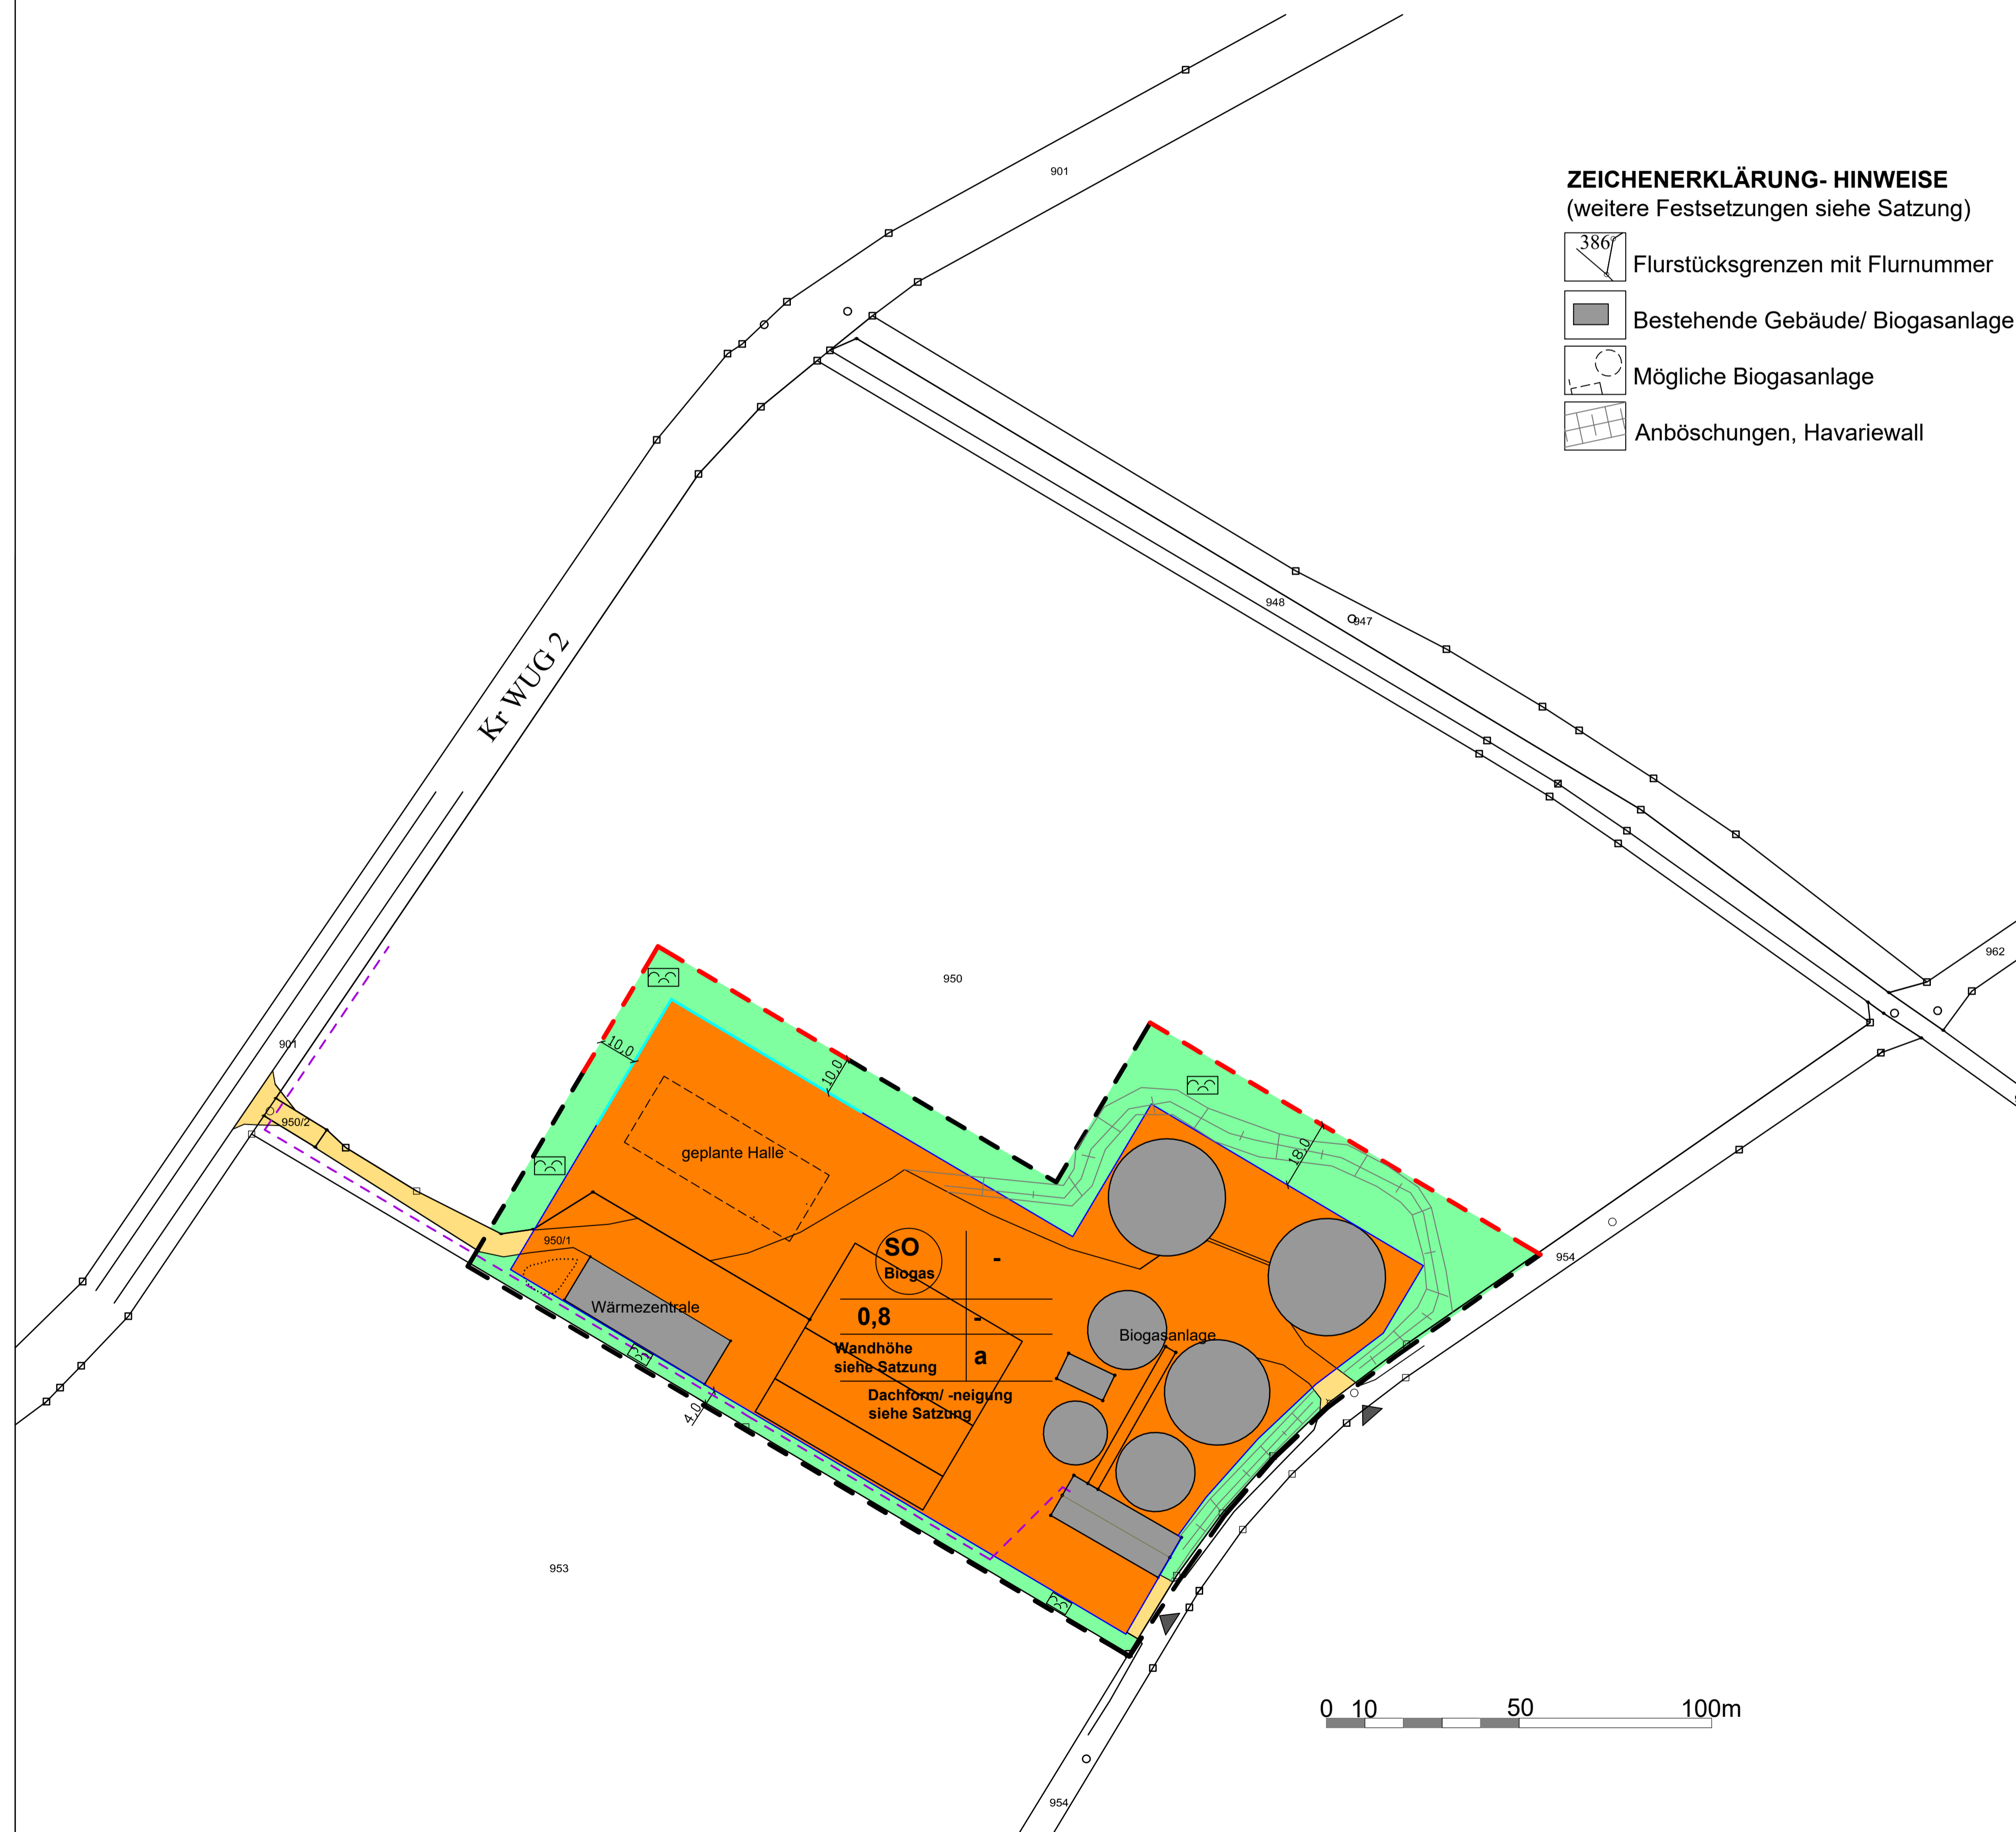 901
ZEICHENERKLÄRUNG- HINWEISE
(weitere Festsetzungen siehe Satzung)
386
Flurstücksgrenzen mit Flurnummer
Bestehende Gebäude/ Biogasanlage
Mögliche Biogasanlage
Anböschungen, Havariewall
948
947
Kr WUG 2
962
950
901
10,0
10,0
950/2
geplante Halle
18,0
950/1
SO
Biogas
-
954
Wärmezentrale
0,8
-
Biogasanlage
Wandhöhe
siehe Satzung
a
Dachform/ -neigung
siehe Satzung
4,0
953
0 10 50 100m
954